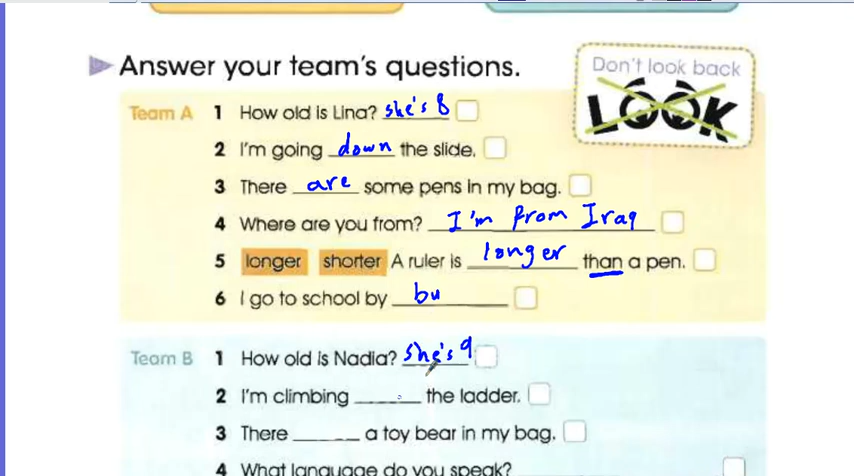 Answer your team's questions.
Don't look back
LOOK
Team A 1 How old is Lina? she's 8
2 I'm going down the slide.
3 There are some pens in my bag.
4 Where are you from? I'm from Iraq
5 longer shorter A ruler is longer than a pen.
6 I go to school by bu
Team B 1 How old is Nadia? she's 9
2 I'm climbing ______ the ladder.
3 There ______ a toy bear in my bag.
4 What language do you speak?